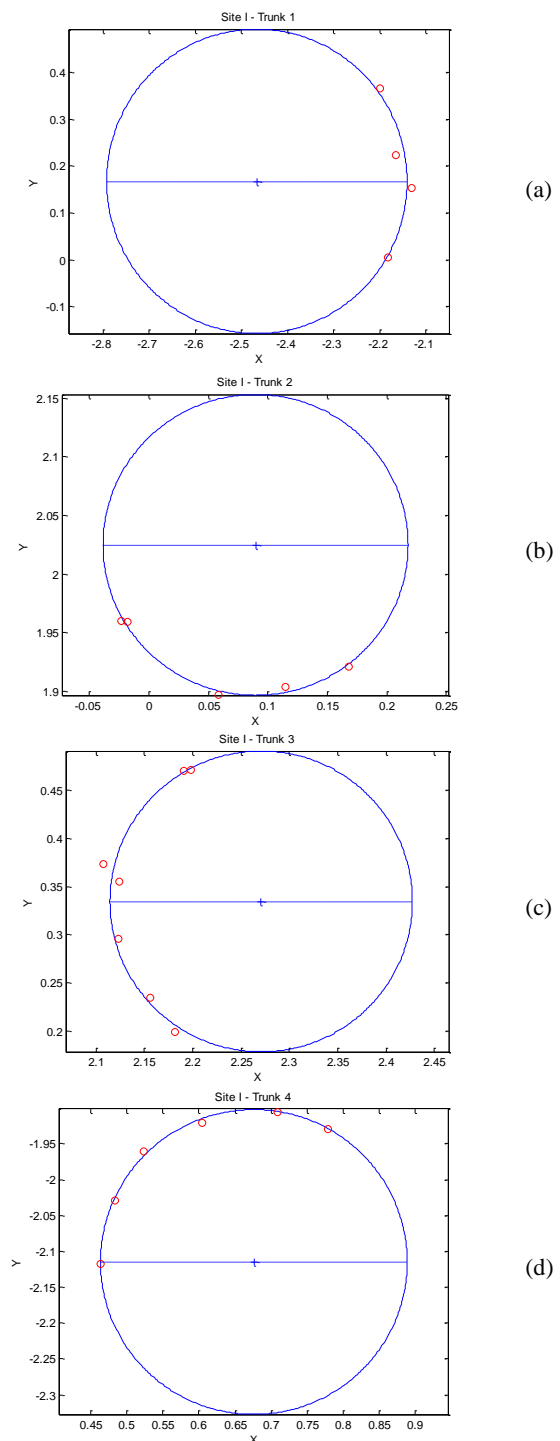 Site I - Trunk 1
0.4
0.3
0.2
0.1
0
-0.1
Y
-2.8 -2.7 -2.6 -2.5 -2.4 -2.3 -2.2 -2.1
X
(a)
Site I - Trunk 2
2.15
2.1
2.05
2
1.95
1.9
Y
-0.05 0 0.05 0.1 0.15 0.2 0.25
X
(b)
Site I - Trunk 3
0.45
0.4
0.35
0.3
0.25
0.2
Y
2.1 2.15 2.2 2.25 2.3 2.35 2.4 2.45
X
(c)
Site I - Trunk 4
-1.95
-2
-2.05
-2.1
-2.15
-2.2
-2.25
-2.3
Y
0.45 0.5 0.55 0.6 0.65 0.7 0.75 0.8 0.85 0.9
X
(d)